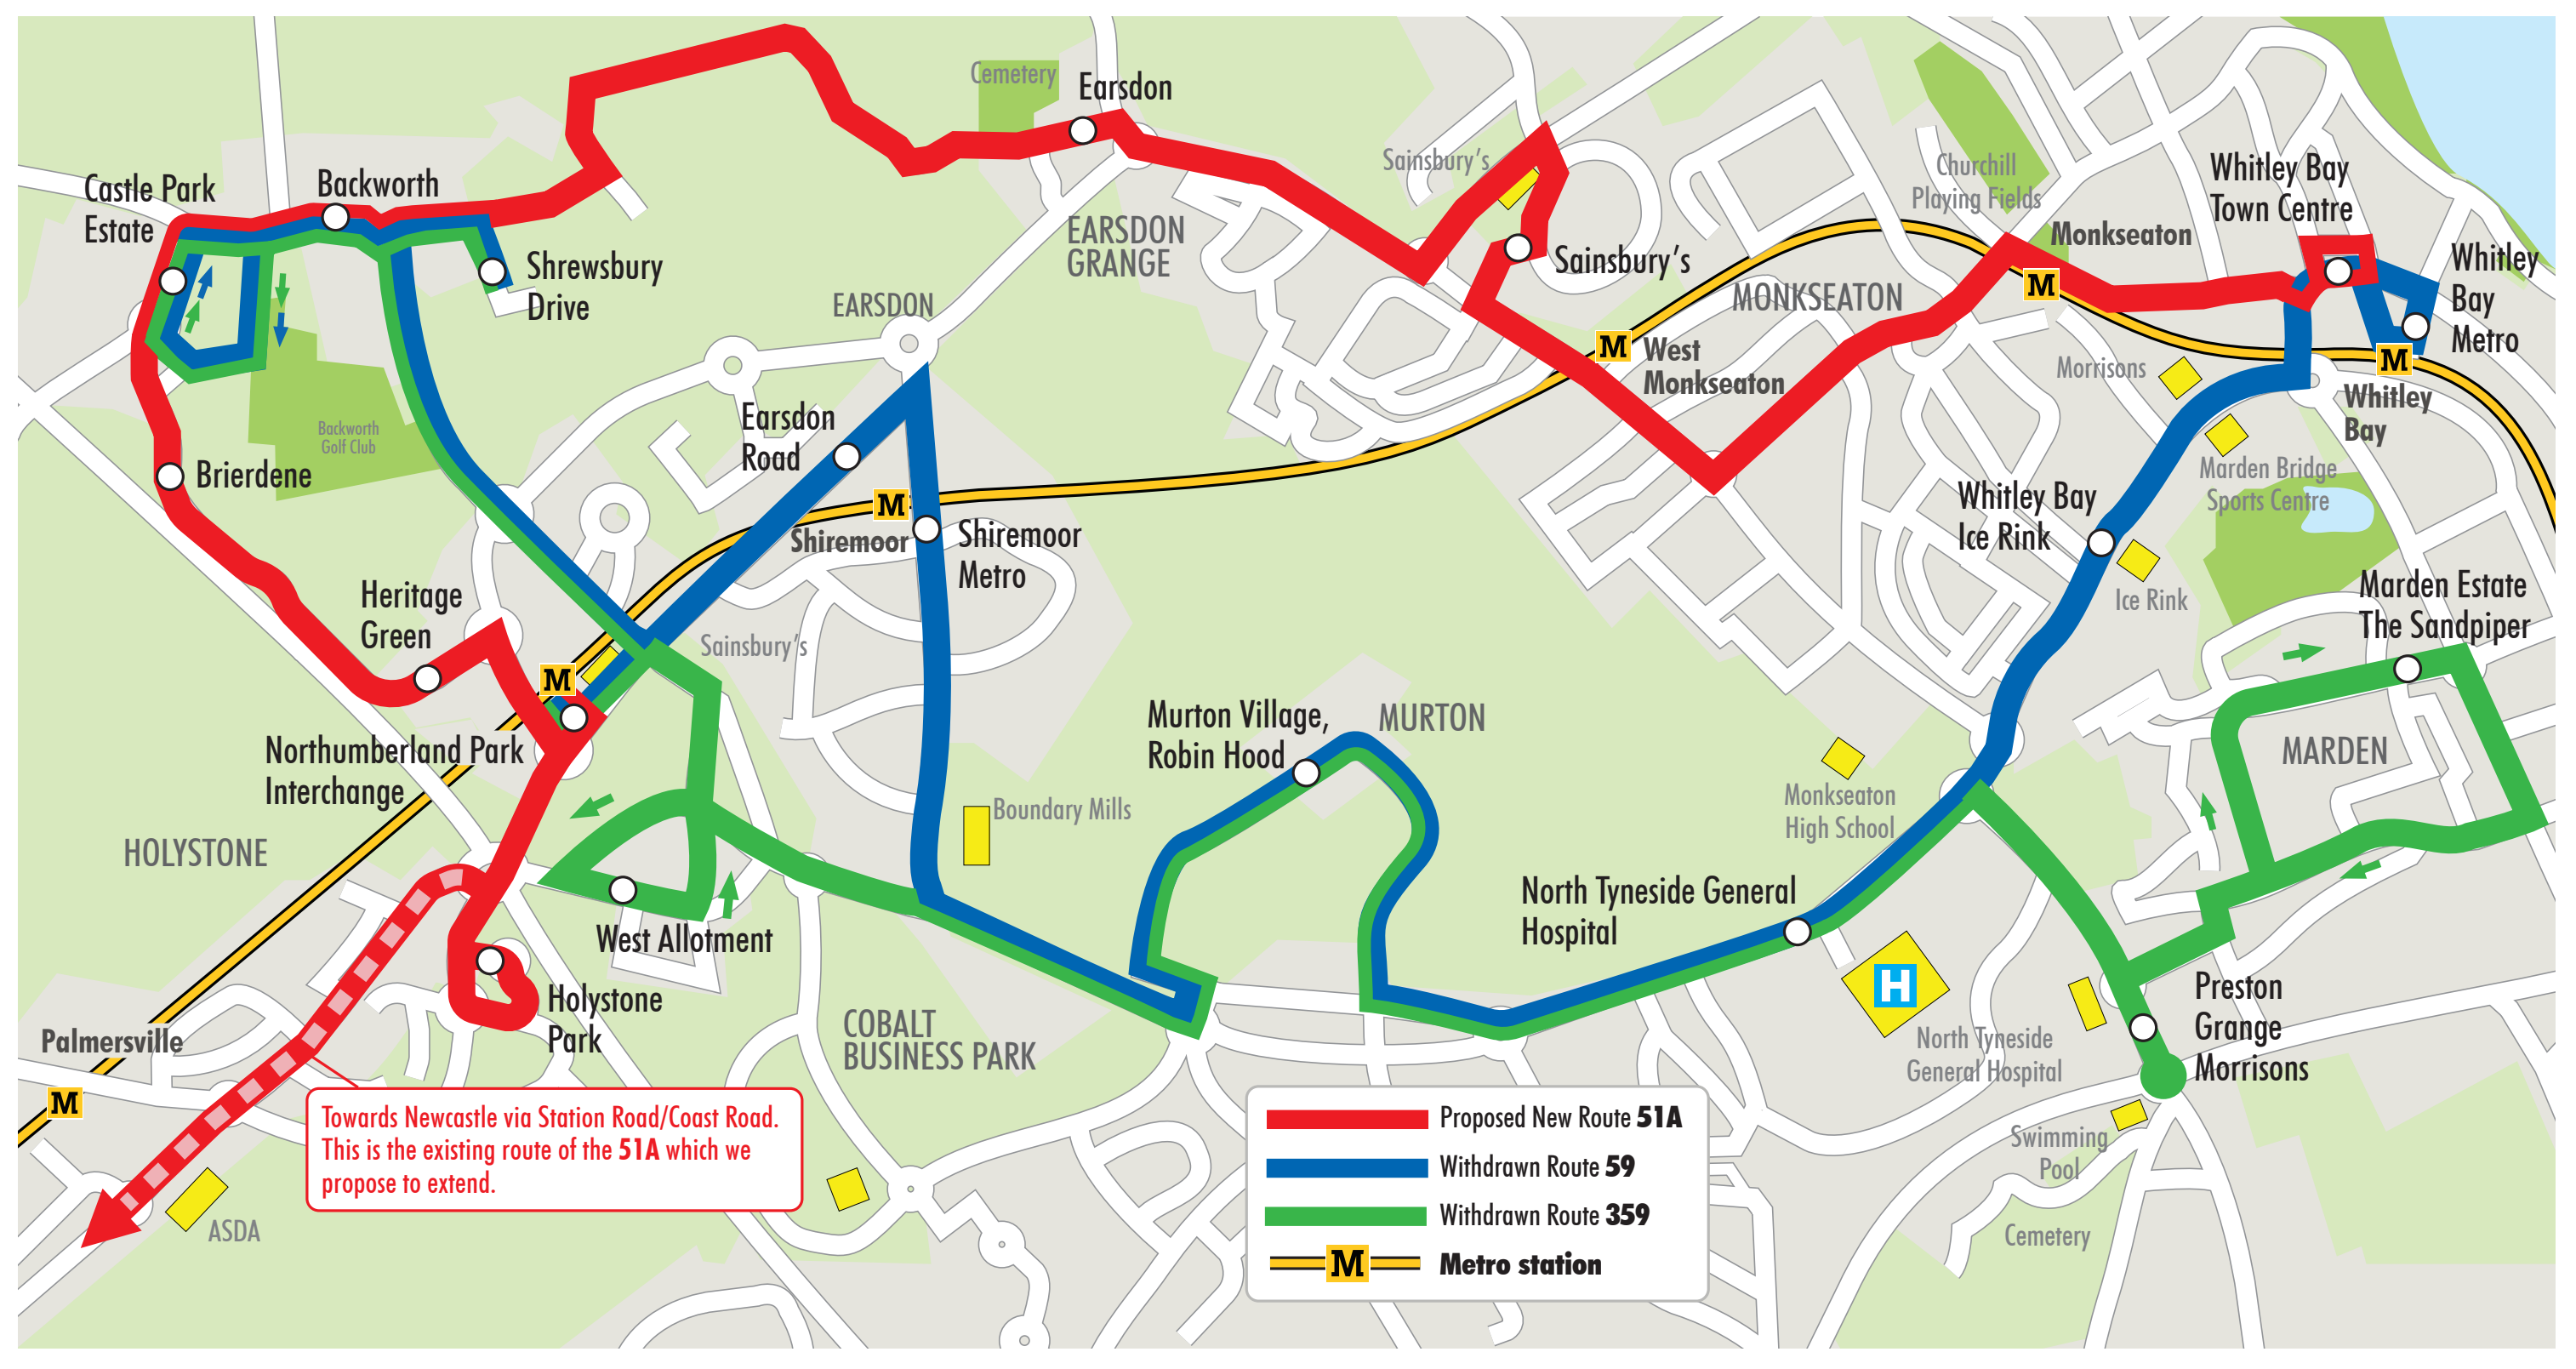 Cemetery
Earsdon
Castle Park
Estate
Backworth
Shrewsbury
Drive
EARSDON
GRANGE
EARSDON
Sainsbury's
Sainsbury's
Churchill
Playing Fields
Monkseaton
M
Whitley Bay
Town Centre
Whitley
Bay
Metro
M
Whitley
Bay
MONKSEATON
M
West
Monkseaton
Morrisons
Marden Bridge
Sports Centre
Backworth
Golf Club
Brierdene
Earsdon
Road
M
Shiremoor
Shiremoor
Metro
Whitley Bay
Ice Rink
Ice Rink
Marden Estate
The Sandpiper
Heritage
Green
Sainsbury's
M
Northumberland Park
Interchange
Murton Village,
Robin Hood
MURTON
MARDEN
Boundary Mills
Monkseaton
High School
HOLYSTONE
West Allotment
North Tyneside General
Hospital
H
North Tyneside
General Hospital
Holystone
Park
Preston
Grange
Morrisons
COBALT
BUSINESS PARK
Palmersville
M
Towards Newcastle via Station Road/Coast Road.
This is the existing route of the 51A which we
propose to extend.
ASDA
Swimming
Pool
Cemetery
Proposed New Route 51A
Withdrawn Route 59
Withdrawn Route 359
M Metro station